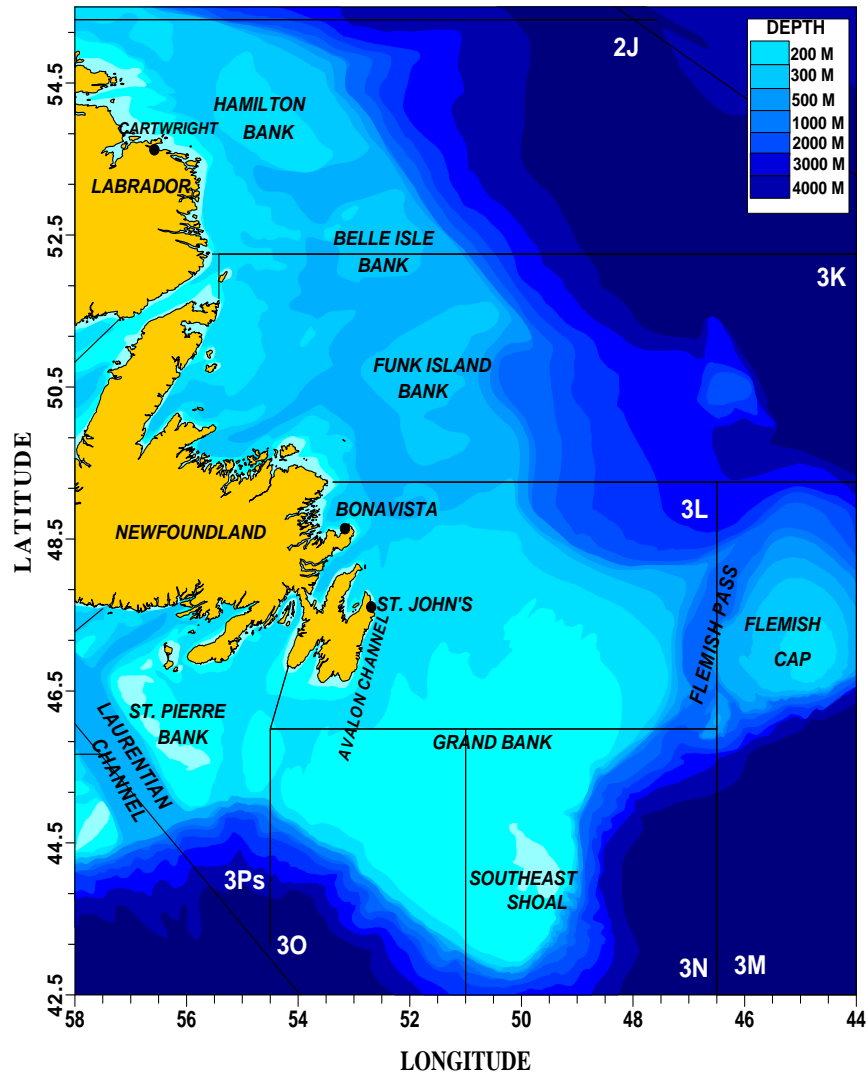 2J
DEPTH
200 M
300 M
500 M
1000 M
2000 M
3000 M
4000 M
54.5
HAMILTON
BANK
CARTWRIGHT
LABRADOR
52.5
BELLE ISLE
BANK
3K
50.5
FUNK ISLAND
BANK
LATITUDE
3L
BONAVISTA
48.5
NEWFOUNDLAND
ST. JOHN'S
FLEMISH PASS
FLEMISH
CAP
AVALON CHANNEL
46.5
ST. PIERRE
BANK
LAURENTIAN
CHANNEL
GRAND BANK
44.5
3Ps
SOUTHEAST
SHOAL
3O
3N
3M
42.5
58
56
54
52
50
48
46
44
LONGITUDE